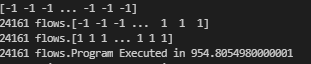 [-1 -1 -1 ... -1 -1 -1]
24161 flows.[-1 -1 -1 ...  1  1  1]
24161 flows.[1 1 1 ... 1 1 1]
24161 flows.Program Executed in 954.8054980000001